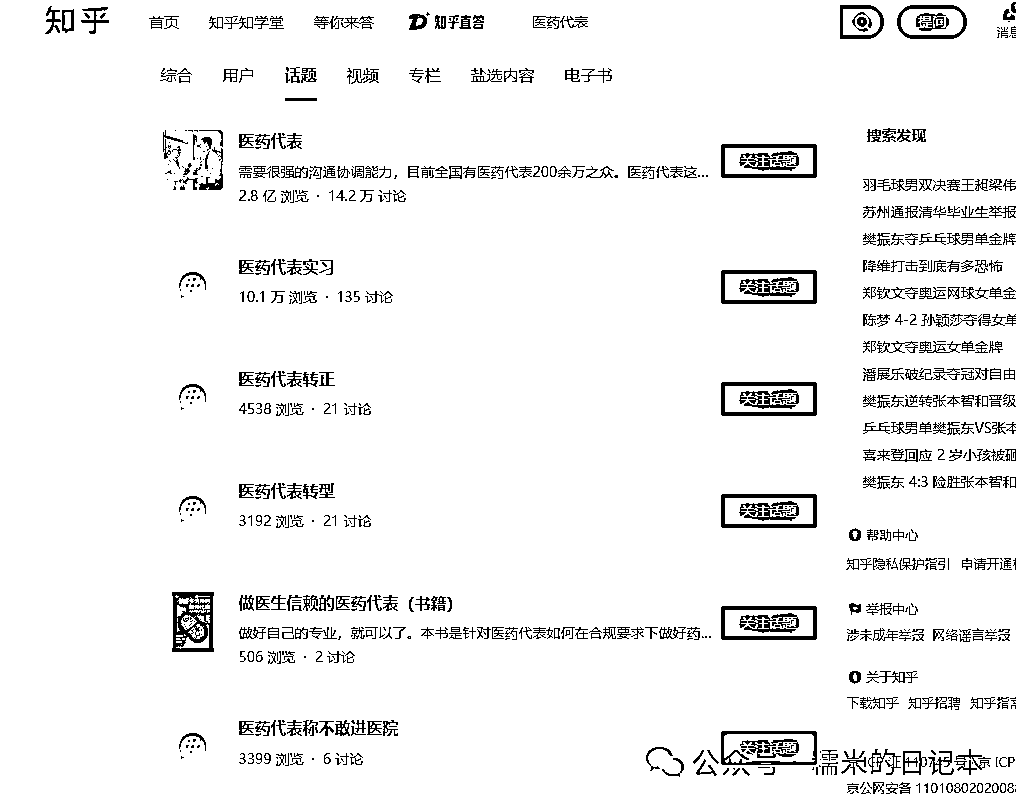 知乎 首页 知乎知学堂 等你来答 知乎直答 医药代表 提问 消息
综合 用户 话题 视频 专栏 盐选内容 电子书
医药代表
需要很强的沟通协调能力，目前全国有医药代表200余万之众。医药代表这...
2.8 亿 浏览 · 14.2 万 讨论
关注话题
医药代表实习
10.1 万 浏览 · 135 讨论
关注话题
医药代表转正
4538 浏览 · 21 讨论
关注话题
医药代表转型
3192 浏览 · 21 讨论
关注话题
做医生信赖的医药代表（书籍）
做好自己的专业，就可以了。本书是针对医药代表如何在合规要求下做好药...
506 浏览 · 2 讨论
关注话题
医药代表称不敢进医院
3399 浏览 · 6 讨论
关注话题
搜索发现
羽毛球男双决赛王昶梁伟
苏州通报清华毕业生举报
樊振东夺乒乓球男单金牌
降维打击到底有多恐怖
郑钦文夺奥运网球女单金
陈梦 4-2 孙颖莎夺得女单
郑钦文夺奥运女单金牌
潘展乐破纪录夺冠对自由
樊振东逆转张本智和晋级
乒乓球男单樊振东VS张本
喜来登回应 2 岁小孩被砸
樊振东 4:3 险胜张本智和
帮助中心
知乎隐私保护指引 申请开通
举报中心
涉未成年举报 网络谣言举报
关于知乎
下载知乎 知乎招聘 知乎指
公众号 · 糯米的日记本
京公网安备 110108020200